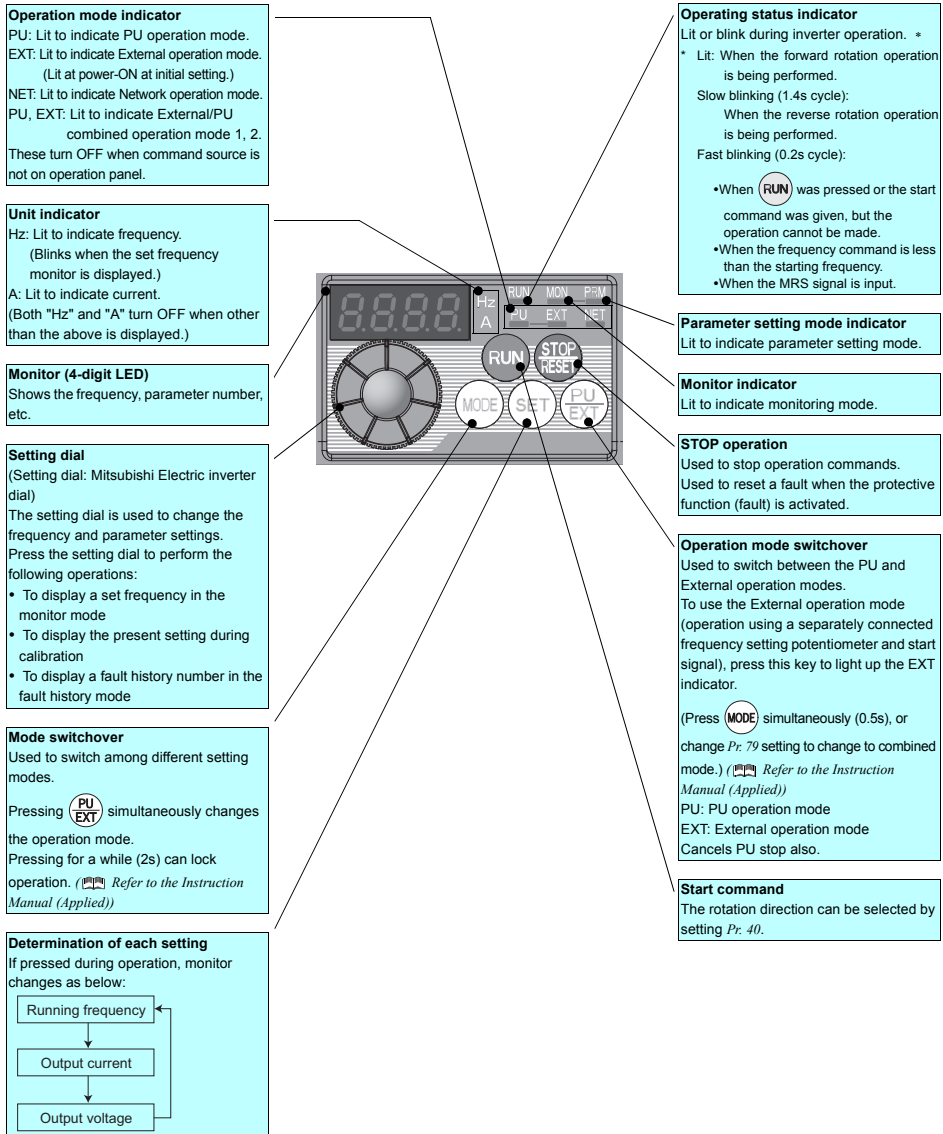 Operation mode indicator
PU: Lit to indicate PU operation mode.
EXT: Lit to indicate External operation mode.
(Lit at power-ON at initial setting.)
NET: Lit to indicate Network operation mode.
PU, EXT: Lit to indicate External/PU
combined operation mode 1, 2.
These turn OFF when command source is
not on operation panel.
Unit indicator
Hz: Lit to indicate frequency.
(Blinks when the set frequency
monitor is displayed.)
A: Lit to indicate current.
(Both "Hz" and "A" turn OFF when other
than the above is displayed.)
Monitor (4-digit LED)
Shows the frequency, parameter number,
etc.
Setting dial
(Setting dial: Mitsubishi Electric inverter
dial)
The setting dial is used to change the
frequency and parameter settings.
Press the setting dial to perform the
following operations:
• To display a set frequency in the
monitor mode
• To display the present setting during
calibration
• To display a fault history number in the
fault history mode
Mode switchover
Used to switch among different setting
modes.
Pressing PU/EXT simultaneously changes
the operation mode.
Pressing for a while (2s) can lock
operation. ( Refer to the Instruction
Manual (Applied))
Determination of each setting
If pressed during operation, monitor
changes as below:
Running frequency
Output current
Output voltage
8.8.8.8.
Hz
A
RUN MON PRM
PU EXT NET
RUN
STOP
RESET
MODE
SET
PU
EXT
Operating status indicator
Lit or blink during inverter operation. *
* Lit: When the forward rotation operation
is being performed.
Slow blinking (1.4s cycle):
When the reverse rotation operation
is being performed.
Fast blinking (0.2s cycle):
•When RUN was pressed or the start
command was given, but the
operation cannot be made.
•When the frequency command is less
than the starting frequency.
•When the MRS signal is input.
Parameter setting mode indicator
Lit to indicate parameter setting mode.
Monitor indicator
Lit to indicate monitoring mode.
STOP operation
Used to stop operation commands.
Used to reset a fault when the protective
function (fault) is activated.
Operation mode switchover
Used to switch between the PU and
External operation modes.
To use the External operation mode
(operation using a separately connected
frequency setting potentiometer and start
signal), press this key to light up the EXT
indicator.
(Press MODE simultaneously (0.5s), or
change Pr. 79 setting to change to combined
mode.) ( Refer to the Instruction
Manual (Applied))
PU: PU operation mode
EXT: External operation mode
Cancels PU stop also.
Start command
The rotation direction can be selected by
setting Pr. 40.